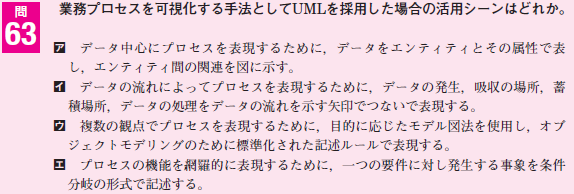 問
63
業務プロセスを可視化する手法としてUMLを採用した場合の活用シーンはどれか。
ア データ中心にプロセスを表現するために，データをエンティティとその属性で表
し，エンティティ間の関連を図に示す。
イ データの流れによってプロセスを表現するために，データの発生，吸収の場所，蓄
積場所，データの処理をデータの流れを示す矢印でつないで表現する。
ウ 複数の観点でプロセスを表現するために，目的に応じたモデル図法を使用し，オブ
ジェクトモデリングのために標準化された記述ルールで表現する。
エ プロセスの機能を網羅的に表現するために，一つの要件に対し発生する事象を条件
分岐の形式で記述する。